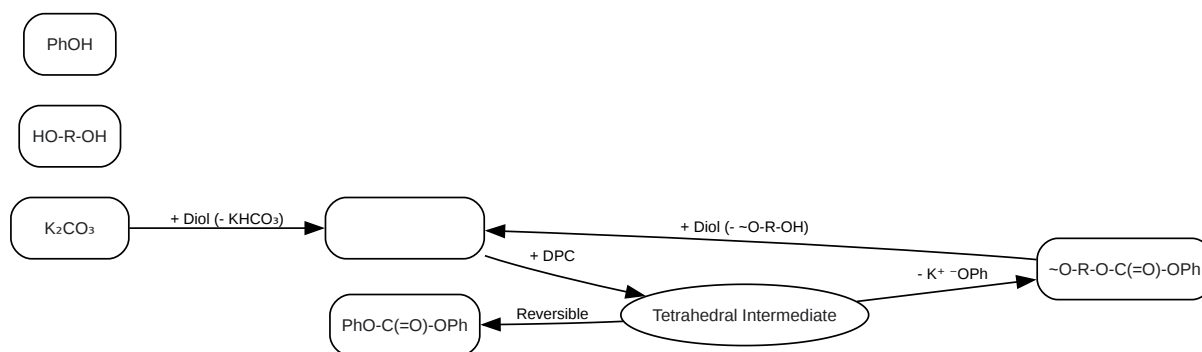 PhOH
HO-R-OH
K₂CO₃
+ Diol (- KHCO₃)
+ Diol (- ~O-R-OH)
+ DPC
~O-R-O-C(=O)-OPh
- K⁺ ⁻OPh
PhO-C(=O)-OPh
Reversible
Tetrahedral Intermediate